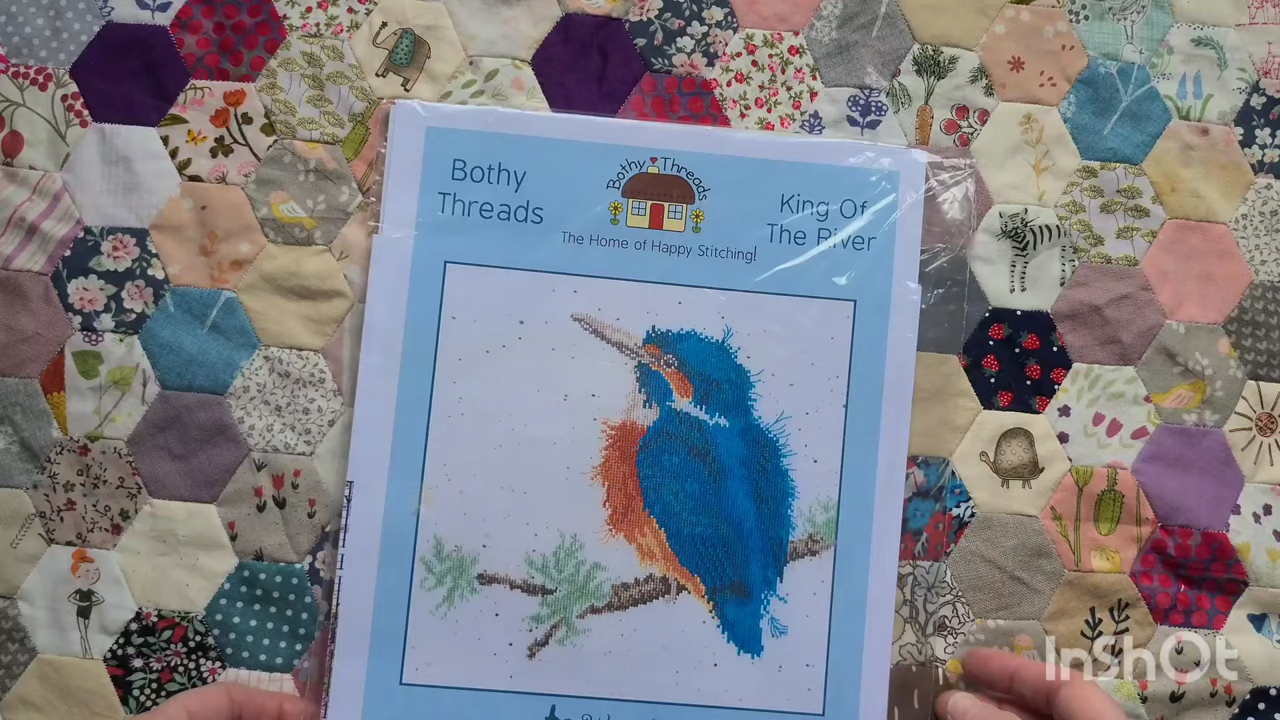 Bothy
Threads
Bothy Threads
The Home of Happy Stitching!
King Of
The River
InShOt